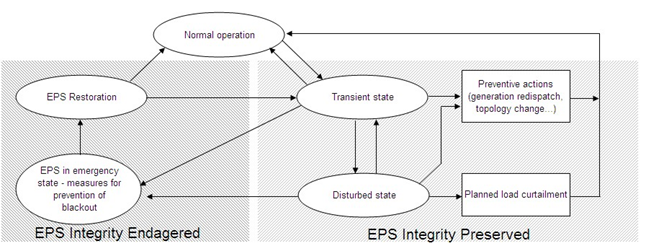 Normal operation
EPS Restoration
Transient state
Preventive actions
(generation redispatch,
topology change...)
EPS in emergency
state - measures for
prevention of
blackout
Disturbed state
Planned load curtailment
EPS Integrity Endagered
EPS Integrity Preserved